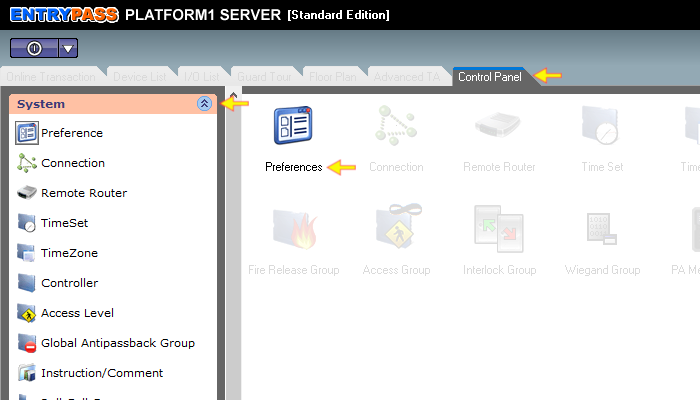 ENTRYPASS PLATFORM1 SERVER [Standard Edition]
Online Transaction Device List I/O List Guard Tour Floor Plan Advanced TA Control Panel
System
Preference
Connection
Remote Router
TimeSet
TimeZone
Controller
Access Level
Global Antipassback Group
Instruction/Comment
Preferences Connection Remote Router Time Set
Fire Release Group Access Group Interlock Group Wiegand Group